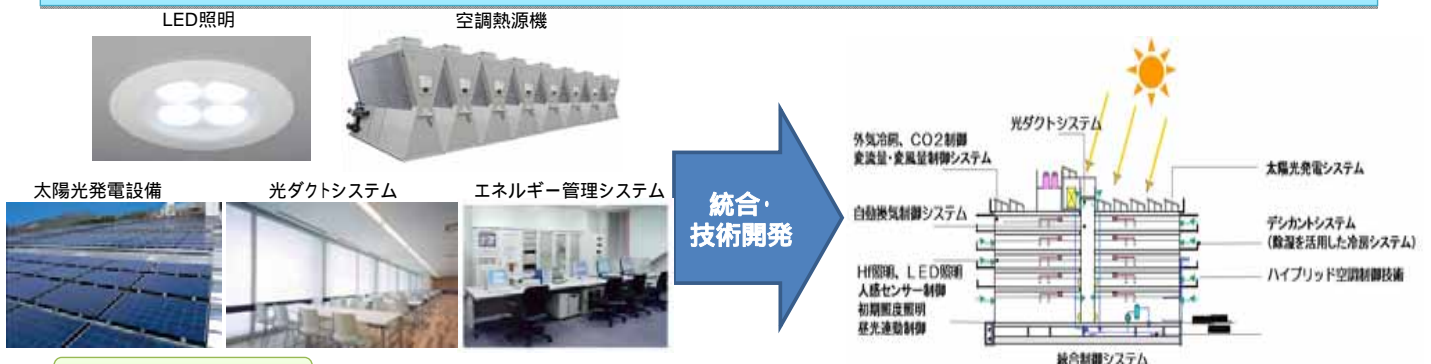 LED照明
空調熱源機
太陽光発電設備
光ダクトシステム
エネルギー管理システム
統合・
技術開発
光ダクトシステム
外気冷房、CO2制御
変流量・変風量制御システム
太陽光発電システム
自動換気制御システム
デシカントシステム
(除湿を活用した冷房システム)
Hf照明、LED照明
人感センサー制御
初期照度照明
昼光連動制御
ハイブリッド空調制御技術
統合制御システム